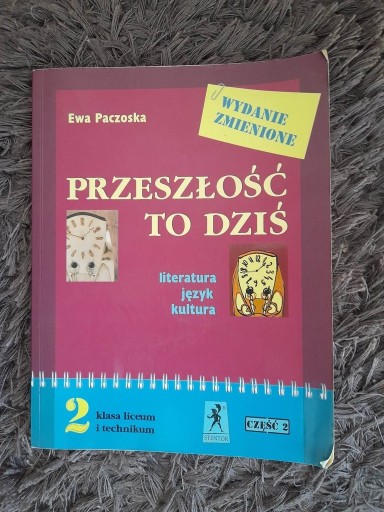 WYDANIE
ZMIENIONE
Ewa Paczoska
PRZESZŁOŚĆ
TO DZIŚ
literatura
język
kultura
2
klasa liceum
i technikum
STENTOR
CZĘŚĆ 2